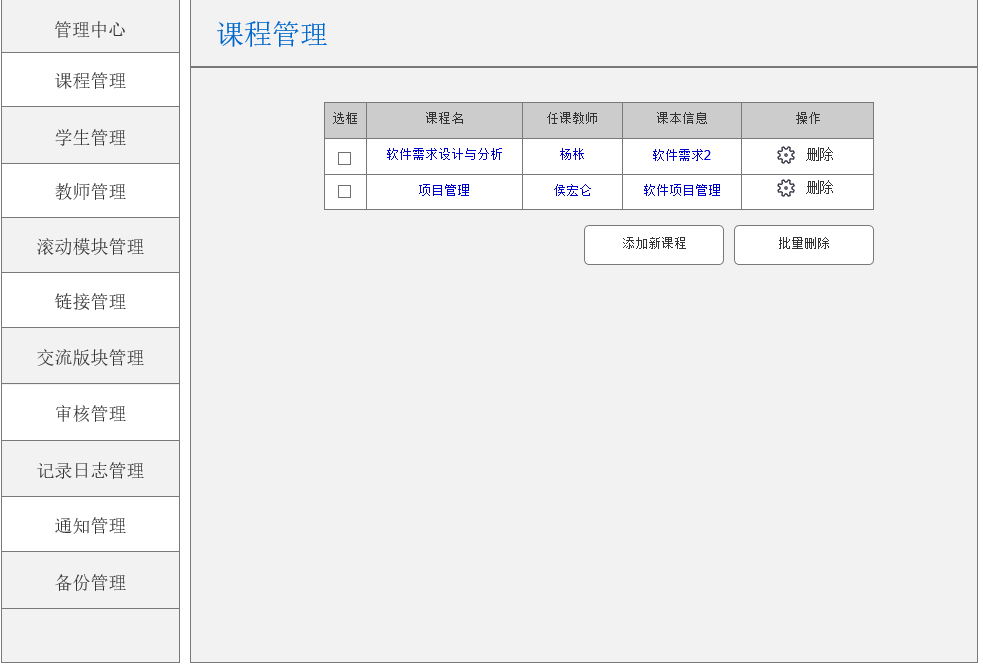 管理中心
课程管理
学生管理
教师管理
滚动模块管理
链接管理
交流版块管理
审核管理
记录日志管理
通知管理
备份管理
课程管理
选框 课程名 任课教师 课本信息 操作
软件需求设计与分析 杨枨 软件需求2 删除
项目管理 侯宏仑 软件项目管理 删除
添加新课程 批量删除